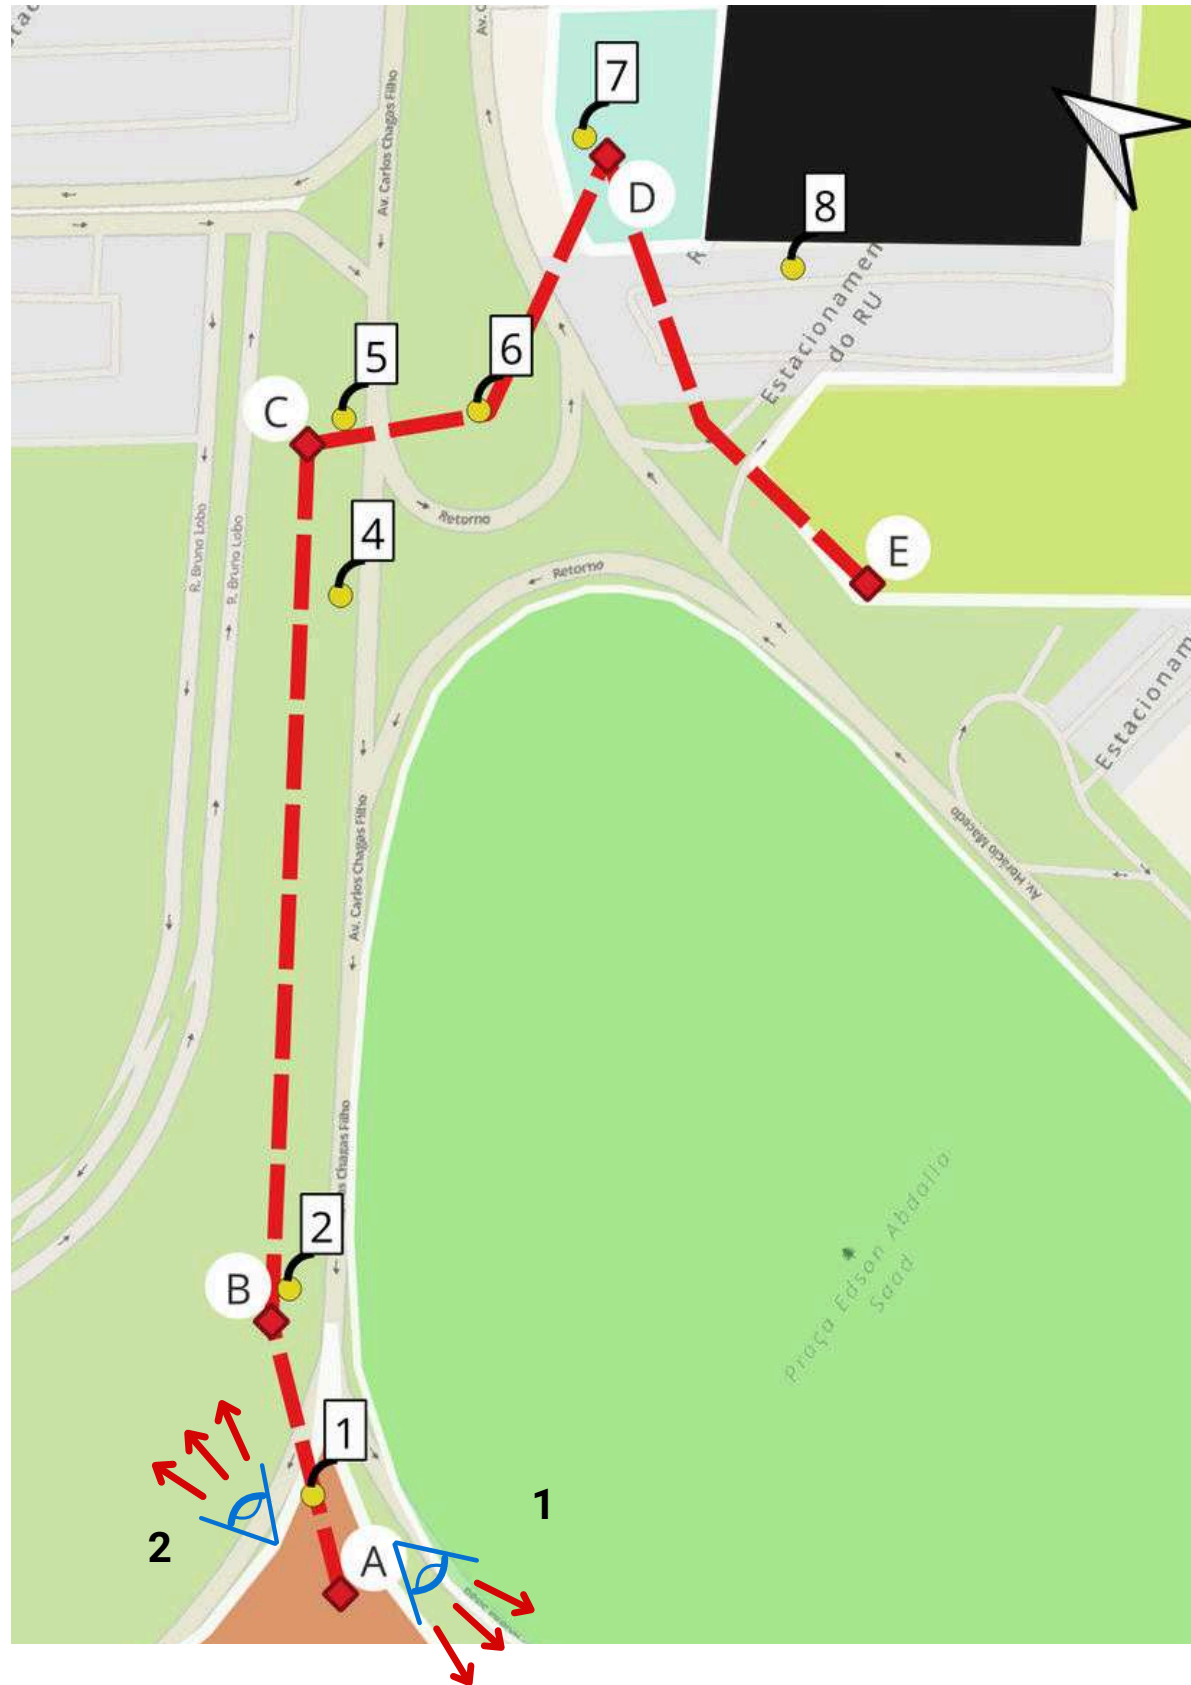 Av. Carlos Chagas Filho
7
D
8
Estacionamen
do RU
5
6
C
4
Retorno
R. Bruno Lobo
R. Bruno Lobo
E
Retorno
Estacionam
Av. Carlos Chagas Filho
Av. Horácio Macedo
Chagas Filho
2
B
Praça Edson Abdalla
Saad
1
1
2
A